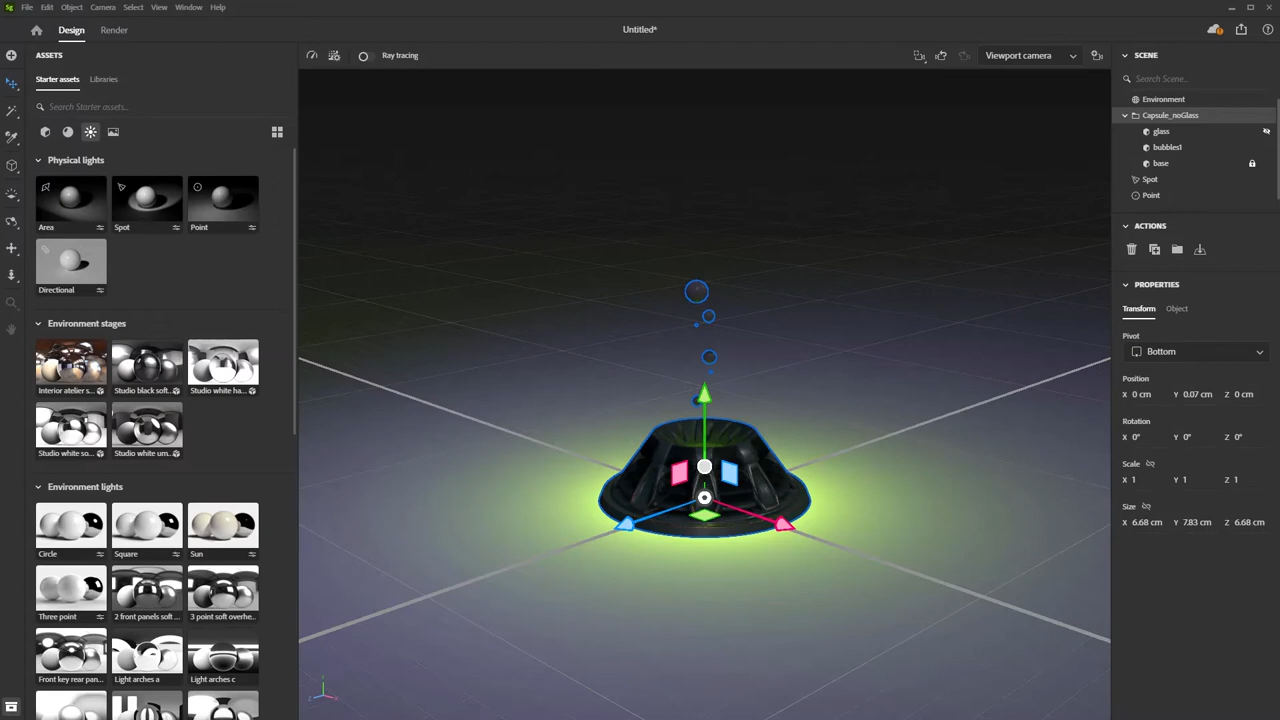 Sg File Edit Object Camera Select View Window Help
Design Render Untitled*
ASSETS
Starter assets Libraries
Search Starter assets...
Physical lights
Area Spot Point
Directional
Environment stages
Interior atelier s... Studio black soft... Studio white ha...
Studio white so... Studio white um...
Environment lights
Circle Square Sun
Three point 2 front panels soft ... 3 point soft overhe...
Front key rear pan... Light arches a Light arches c
Ray tracing Viewport camera
SCENE
Search Scene...
Environment
Capsule_noGlass
glass
bubbles1
base
Spot
Point
ACTIONS
PROPERTIES
Transform Object
Pivot
Bottom
Position
X 0 cm Y 0.07 cm Z 0 cm
Rotation
X 0° Y 0° Z 0°
Scale
X 1 Y 1 Z 1
Size
X 6.68 cm Y 7.83 cm Z 6.68 cm